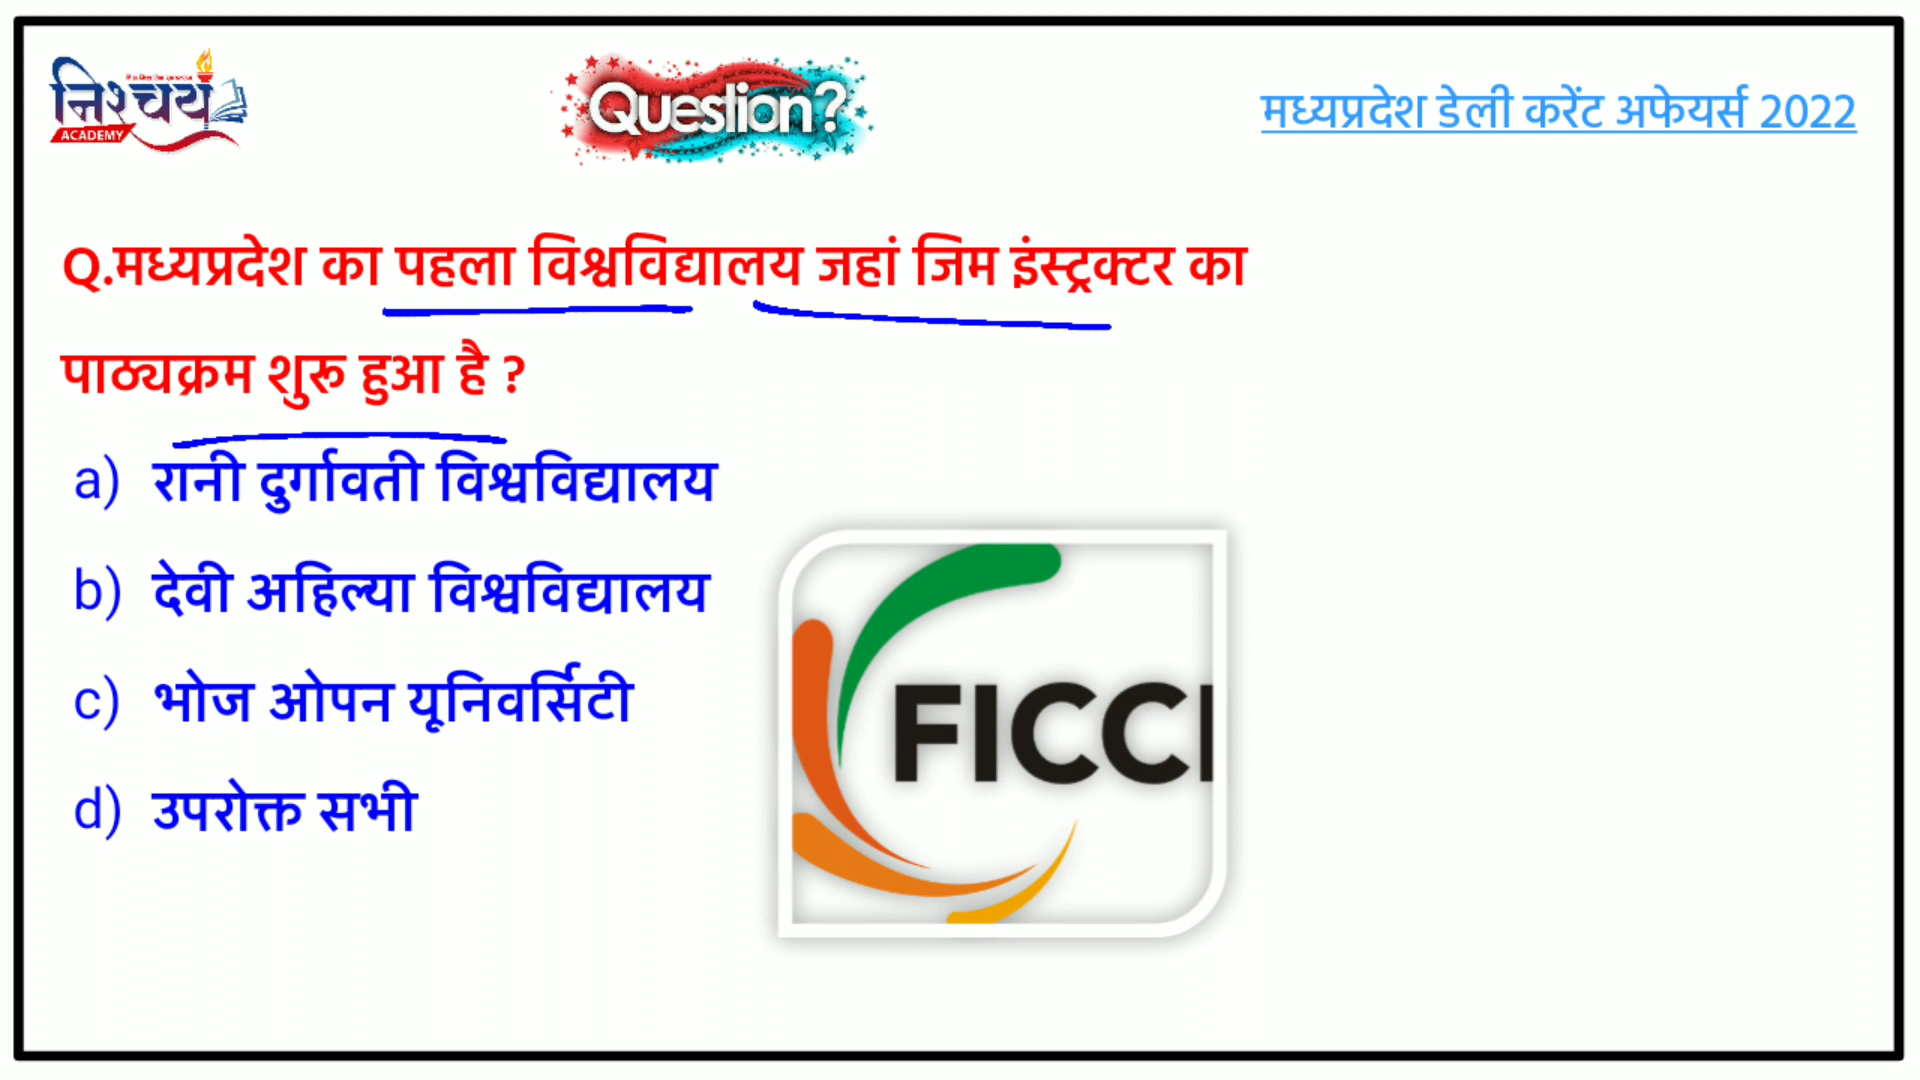 निश्चय
ACADEMY
Question?
मध्यप्रदेश डेली करेंट अफेयर्स 2022
Q.मध्यप्रदेश का पहला विश्वविद्यालय जहां जिम इंस्ट्रक्टर का
पाठ्यक्रम शुरू हुआ है ?
a) रानी दुर्गावती विश्वविद्यालय
b) देवी अहिल्या विश्वविद्यालय
c) भोज ओपन यूनिवर्सिटी
d) उपरोक्त सभी
FICCI